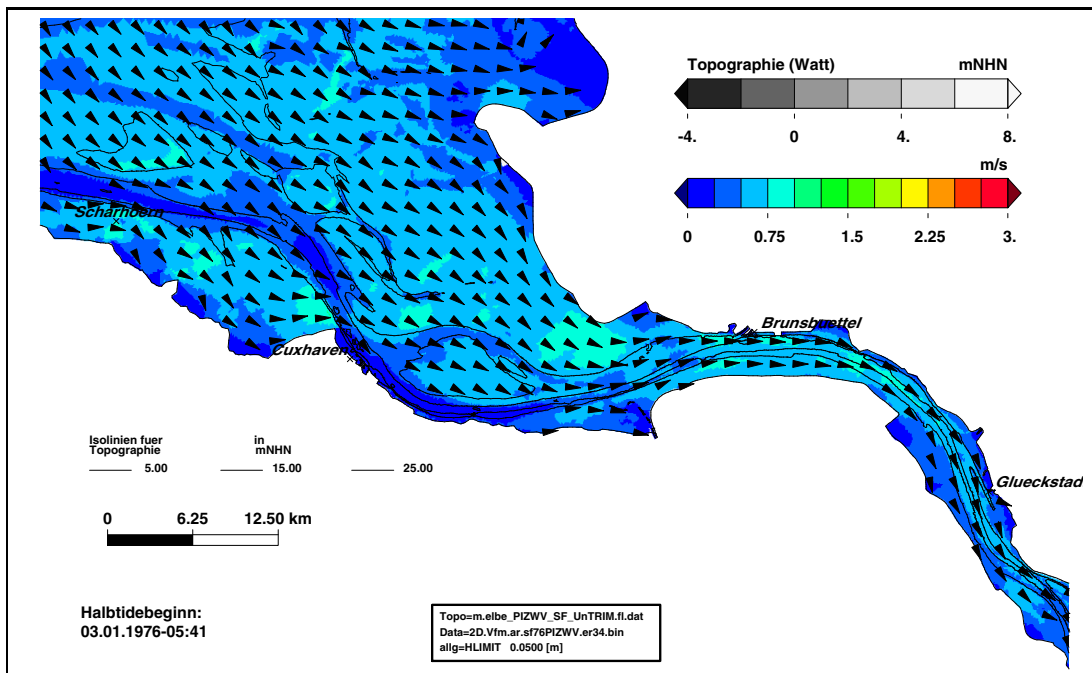 Topographie (Watt) mNHN
-4. 0 4. 8.
m/s
0 0.75 1.5 2.25 3.
Scharhoern
Brunsbuettel
Cuxhaven
Glueckstad
Isolinien fuer in
Topographie mNHN
5.00 15.00 25.00
0 6.25 12.50 km
Halbtidebeginn:
03.01.1976-05:41
Topo=m.elbe_PIZWV_SF_UnTRIM.fl.dat
Data=2D.Vfm.ar.sf76PIZWV.er34.bin
allg=HLIMIT 0.0500 [m]